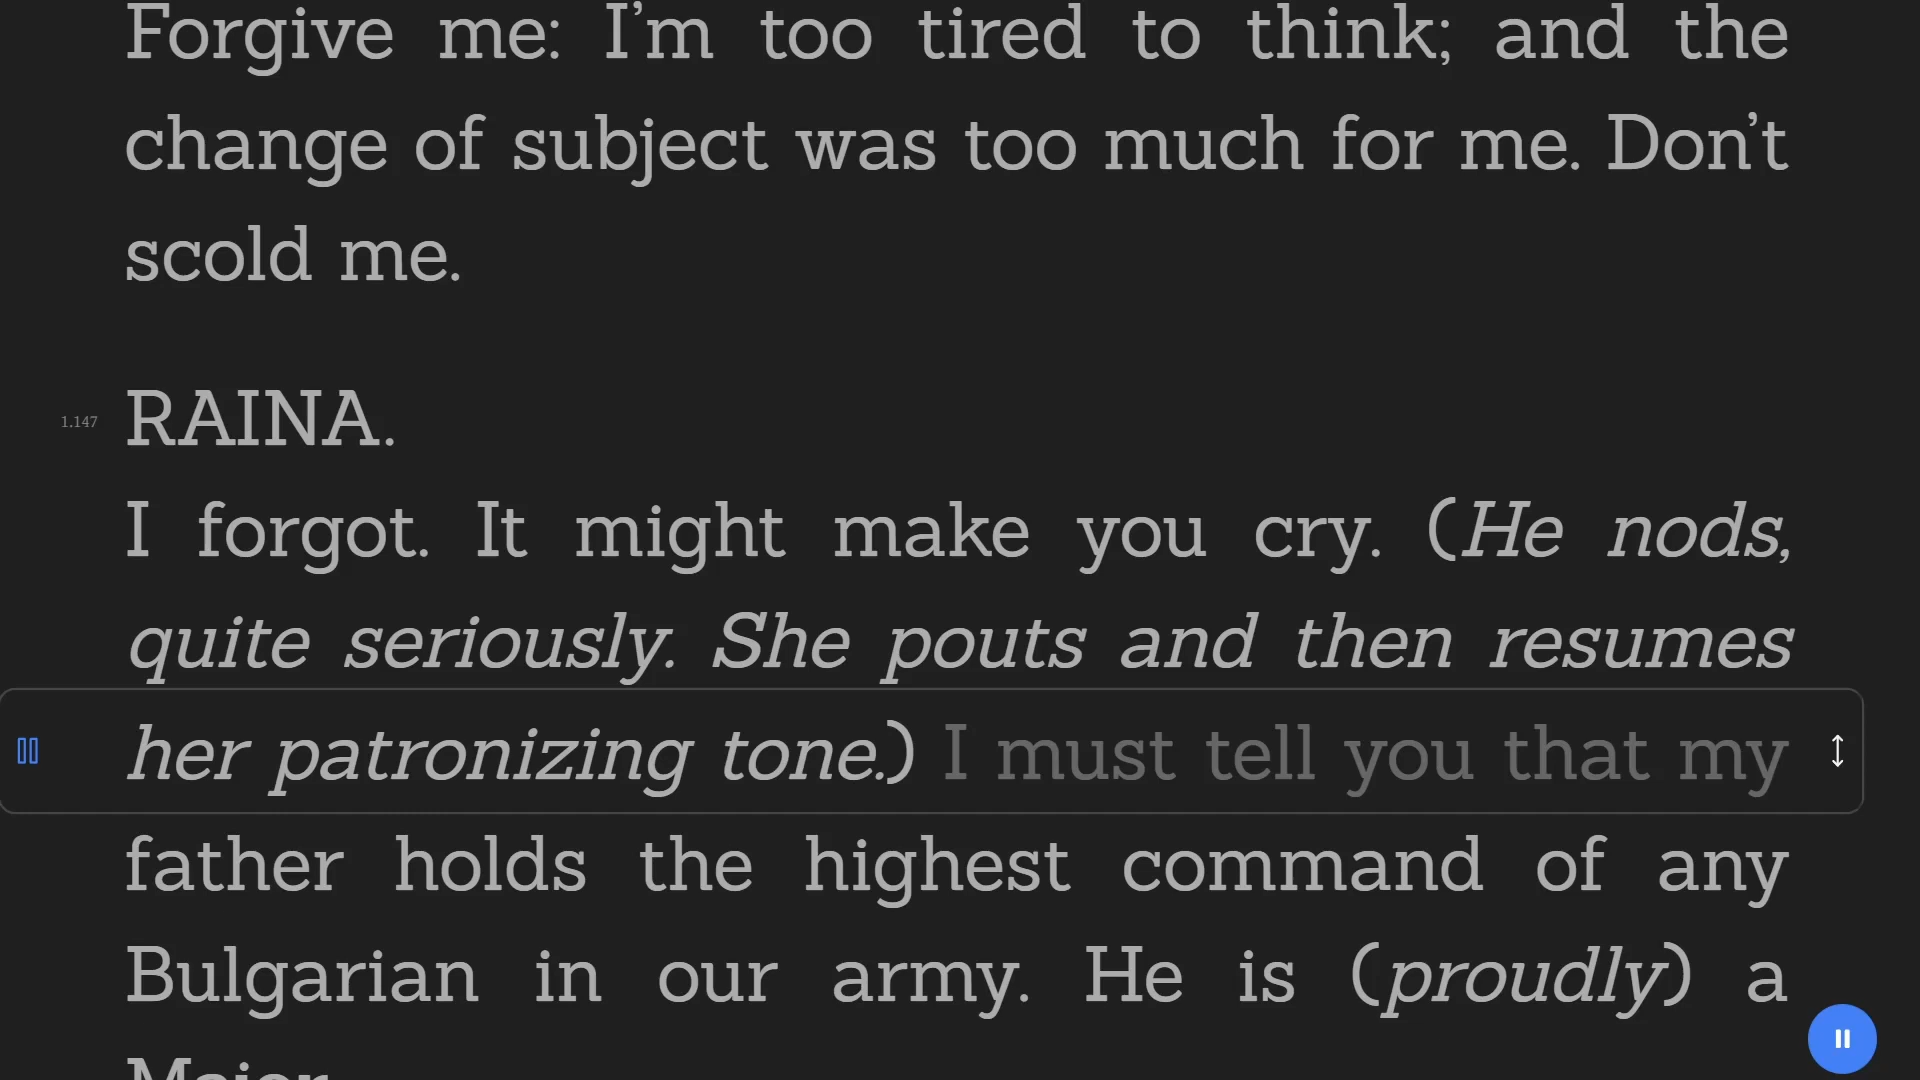 Forgive me: I’m too tired to think; and the
change of subject was too much for me. Don’t
scold me.
1.147
RAINA.
I forgot. It might make you cry. (He nods,
quite seriously. She pouts and then resumes
her patronizing tone.) I must tell you that my
father holds the highest command of any
Bulgarian in our army. He is (proudly) a
Major.